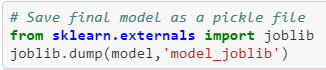 # Save final model as a pickle file
from sklearn.externals import joblib
joblib.dump(model,'model_joblib')